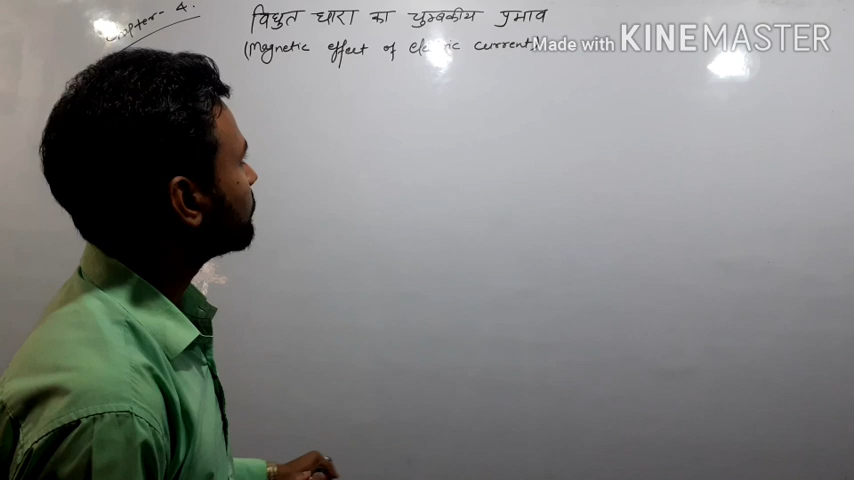 Chapter - 4.
विधुत धारा का चुम्बकीय प्रभाव
(Magnetic effect of electric current)
Made with KINEMASTER